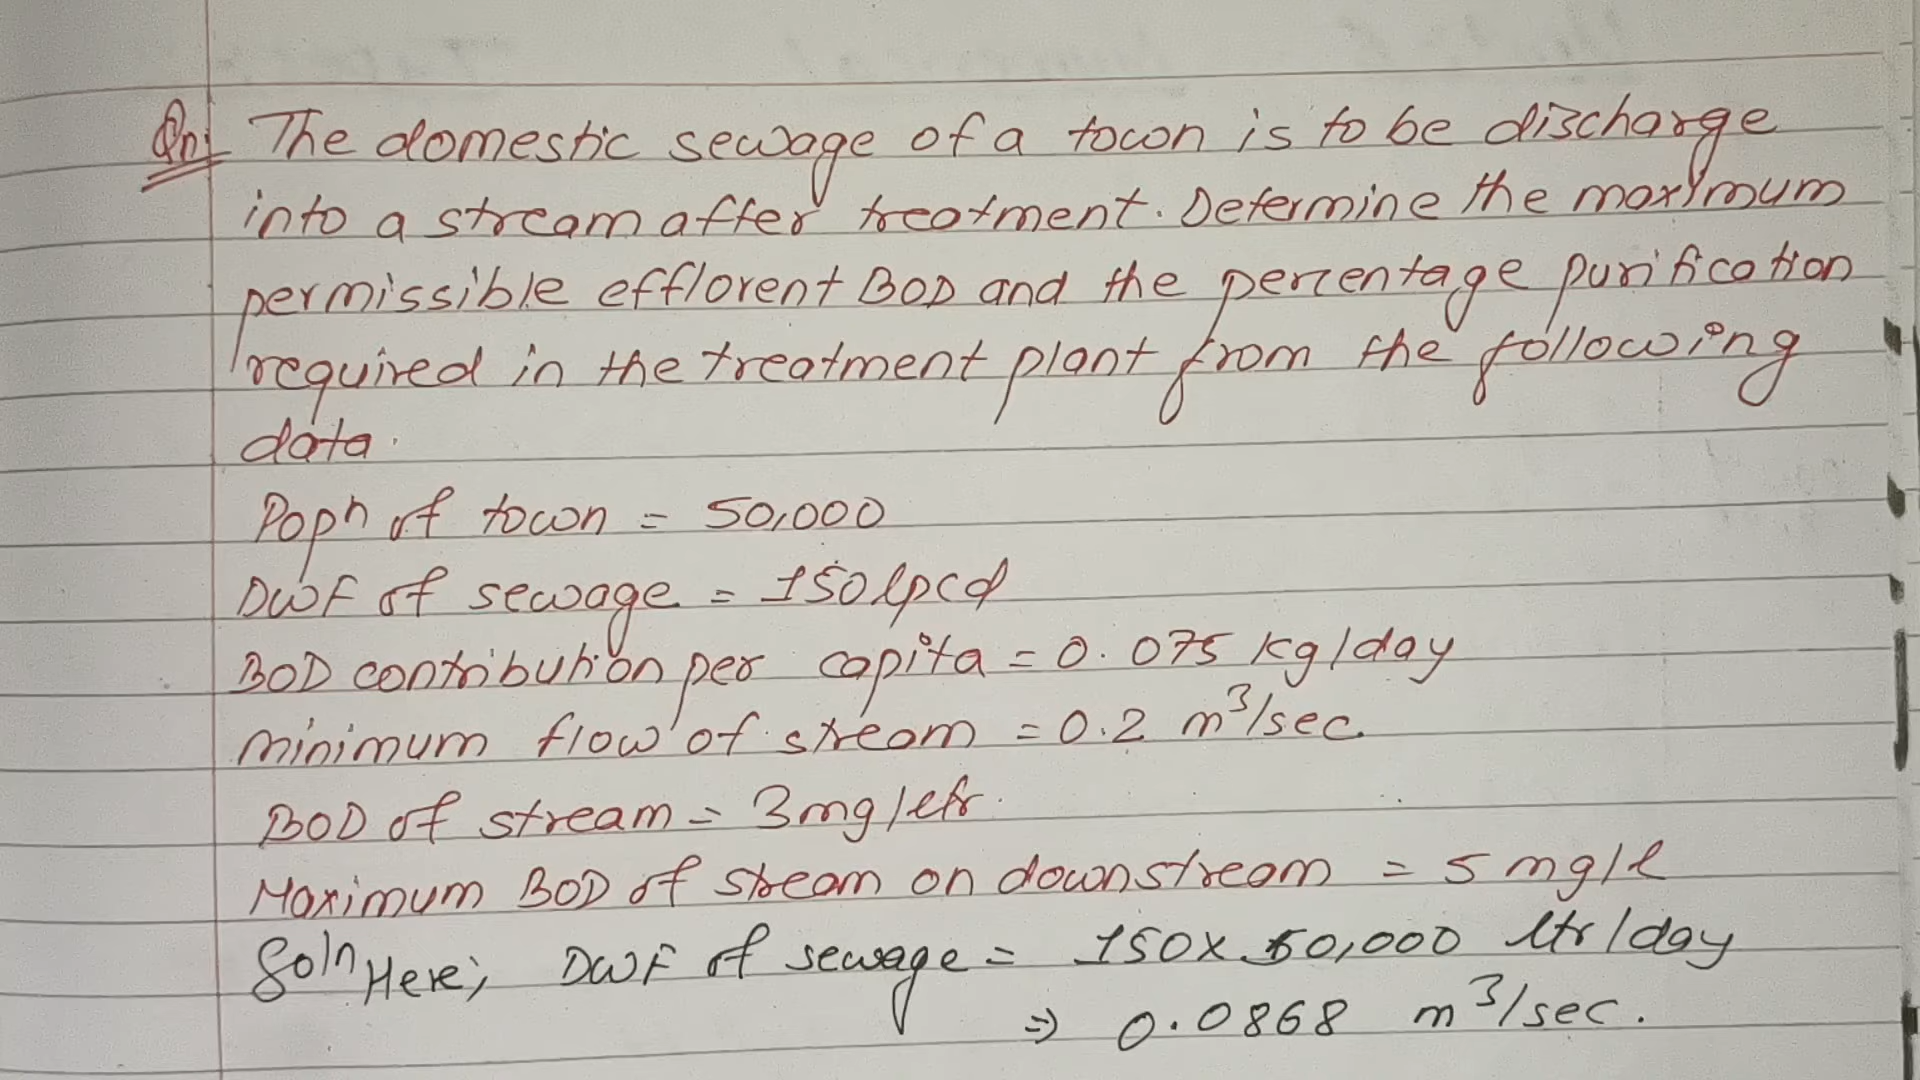 Qn: The domestic sewage of a town is to be discharge
into a stream after treatment. Determine the maximum
permissible efflorent BOD and the percentage purification
required in the treatment plant from the following
data.
Popn of town = 50,000
DWF of sewage = 150 lpcd
BOD contribution per capita = 0.075 kg/day
minimum flow of stream = 0.2 m³/sec.
BOD of stream = 3mg/ltr.
Maximum BOD of stream on downstream = 5 mg/l
Soln Here; DWF of sewage = 150 x 50,000 ltr/day
⇒ 0.0868 m³/sec.